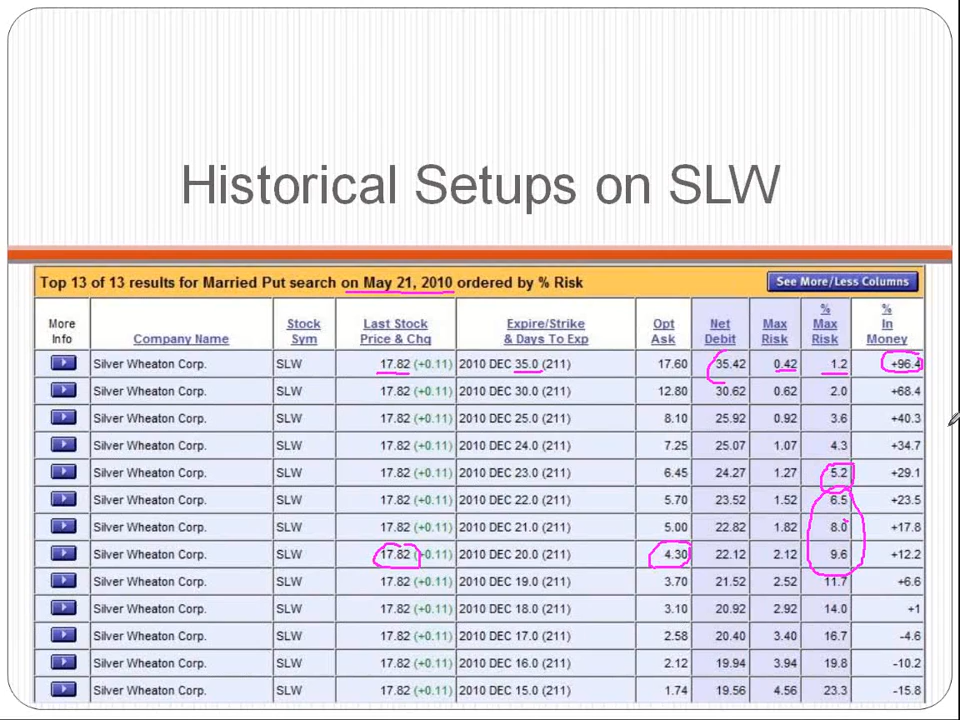 Historical Setups on SLW
Top 13 of 13 results for Married Put search on May 21, 2010 ordered by % Risk
See More/Less Columns
More Info Company Name Stock Sym Last Stock Price & Chg Expire/Strike & Days To Exp Opt Ask Net Debit Max Risk % Max Risk % In Money
Silver Wheaton Corp. SLW 17.82 (+0.11) 2010 DEC 35.0 (211) 17.60 35.42 0.42 1.2 +96.4
Silver Wheaton Corp. SLW 17.82 (+0.11) 2010 DEC 30.0 (211) 12.80 30.62 0.62 2.0 +68.4
Silver Wheaton Corp. SLW 17.82 (+0.11) 2010 DEC 25.0 (211) 8.10 25.92 0.92 3.6 +40.3
Silver Wheaton Corp. SLW 17.82 (+0.11) 2010 DEC 24.0 (211) 7.25 25.07 1.07 4.3 +34.7
Silver Wheaton Corp. SLW 17.82 (+0.11) 2010 DEC 23.0 (211) 6.45 24.27 1.27 5.2 +29.1
Silver Wheaton Corp. SLW 17.82 (+0.11) 2010 DEC 22.0 (211) 5.70 23.52 1.52 6.5 +23.5
Silver Wheaton Corp. SLW 17.82 (+0.11) 2010 DEC 21.0 (211) 5.00 22.82 1.82 8.0 +17.8
Silver Wheaton Corp. SLW 17.82 (+0.11) 2010 DEC 20.0 (211) 4.30 22.12 2.12 9.6 +12.2
Silver Wheaton Corp. SLW 17.82 (+0.11) 2010 DEC 19.0 (211) 3.70 21.52 2.52 11.7 +6.6
Silver Wheaton Corp. SLW 17.82 (+0.11) 2010 DEC 18.0 (211) 3.10 20.92 2.92 14.0 +1
Silver Wheaton Corp. SLW 17.82 (+0.11) 2010 DEC 17.0 (211) 2.58 20.40 3.40 16.7 -4.6
Silver Wheaton Corp. SLW 17.82 (+0.11) 2010 DEC 16.0 (211) 2.12 19.94 3.94 19.8 -10.2
Silver Wheaton Corp. SLW 17.82 (+0.11) 2010 DEC 15.0 (211) 1.74 19.56 4.56 23.3 -15.8